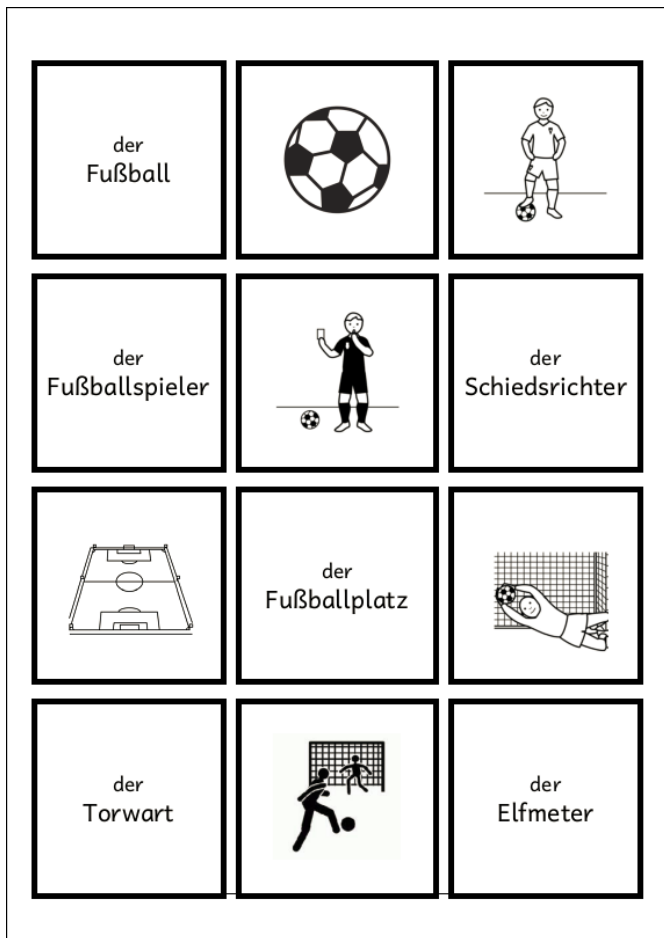 der
Fußball
der
Fußballspieler
der
Schiedsrichter
der
Fußballplatz
der
Torwart
der
Elfmeter